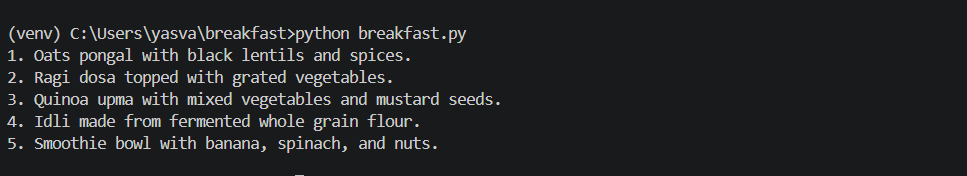 (venv) C:\Users\yasva\breakfast>python breakfast.py
1. Oats pongal with black lentils and spices.
2. Ragi dosa topped with grated vegetables.
3. Quinoa upma with mixed vegetables and mustard seeds.
4. Idli made from fermented whole grain flour.
5. Smoothie bowl with banana, spinach, and nuts.